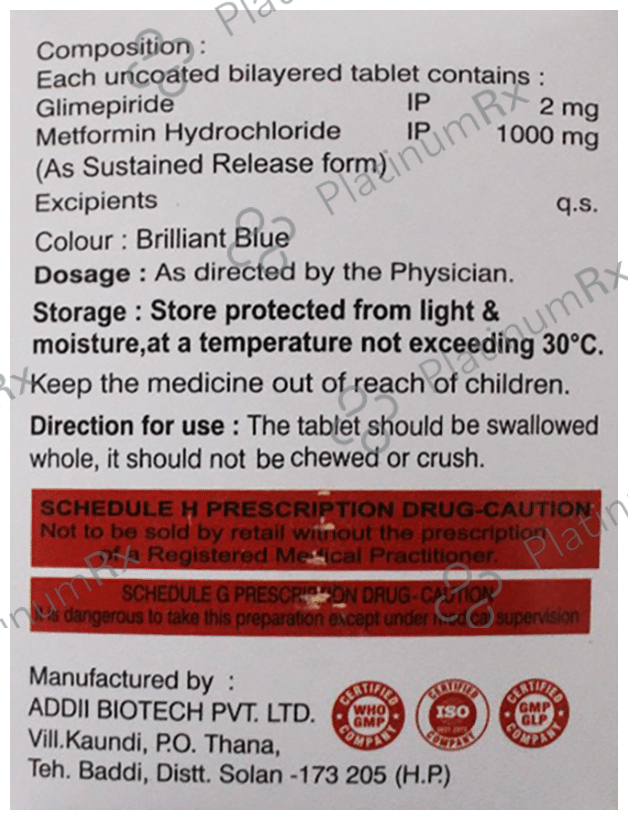 Composition :
Each uncoated bilayered tablet contains :
Glimepiride IP 2 mg
Metformin Hydrochloride IP 1000 mg
(As Sustained Release form)
Excipients q.s.
Colour : Brilliant Blue
Dosage : As directed by the Physician.
Storage : Store protected from light &
moisture,at a temperature not exceeding 30°C.
Keep the medicine out of reach of children.
Direction for use : The tablet should be swallowed
whole, it should not be chewed or crush.
SCHEDULE H PRESCRIPTION DRUG-CAUTION
Not to be sold by retail without the prescription
of a Registered Medical Practitioner.
SCHEDULE G PRESCRIPTION DRUG-CAUTION
It is dangerous to take this preparation except under medical supervision
Manufactured by :
ADDII BIOTECH PVT. LTD.
Vill.Kaundi, P.O. Thana,
Teh. Baddi, Distt. Solan -173 205 (H.P.)
CERTIFIED WHO GMP COMPANY
CERTIFIED ISO COMPANY
CERTIFIED GMP GLP COMPANY
PlatinumRx
PlatinumRx
PlatinumRx